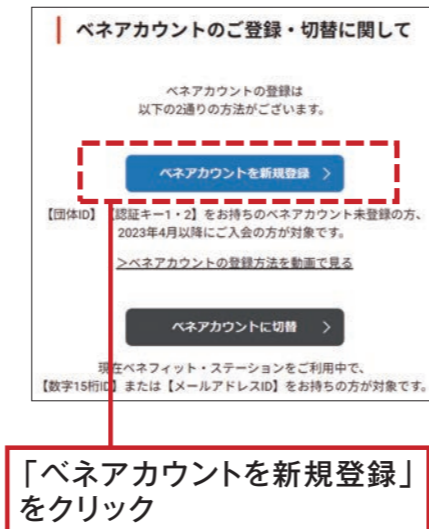 ベネアカウントのご登録・切替に関して
ベネアカウントの登録は
以下の2通りの方法がございます。
ベネアカウントを新規登録 >
【団体ID】【認証キー1・2】をお持ちのベネアカウント未登録の方、
2023年4月以降にご入会の方が対象です。
>ベネアカウントの登録方法を動画で見る
ベネアカウントに切替 >
現在ベネフィット・ステーションをご利用中で、
【数字15桁ID】または【メールアドレスID】をお持ちの方が対象です。
「ベネアカウントを新規登録」
をクリック